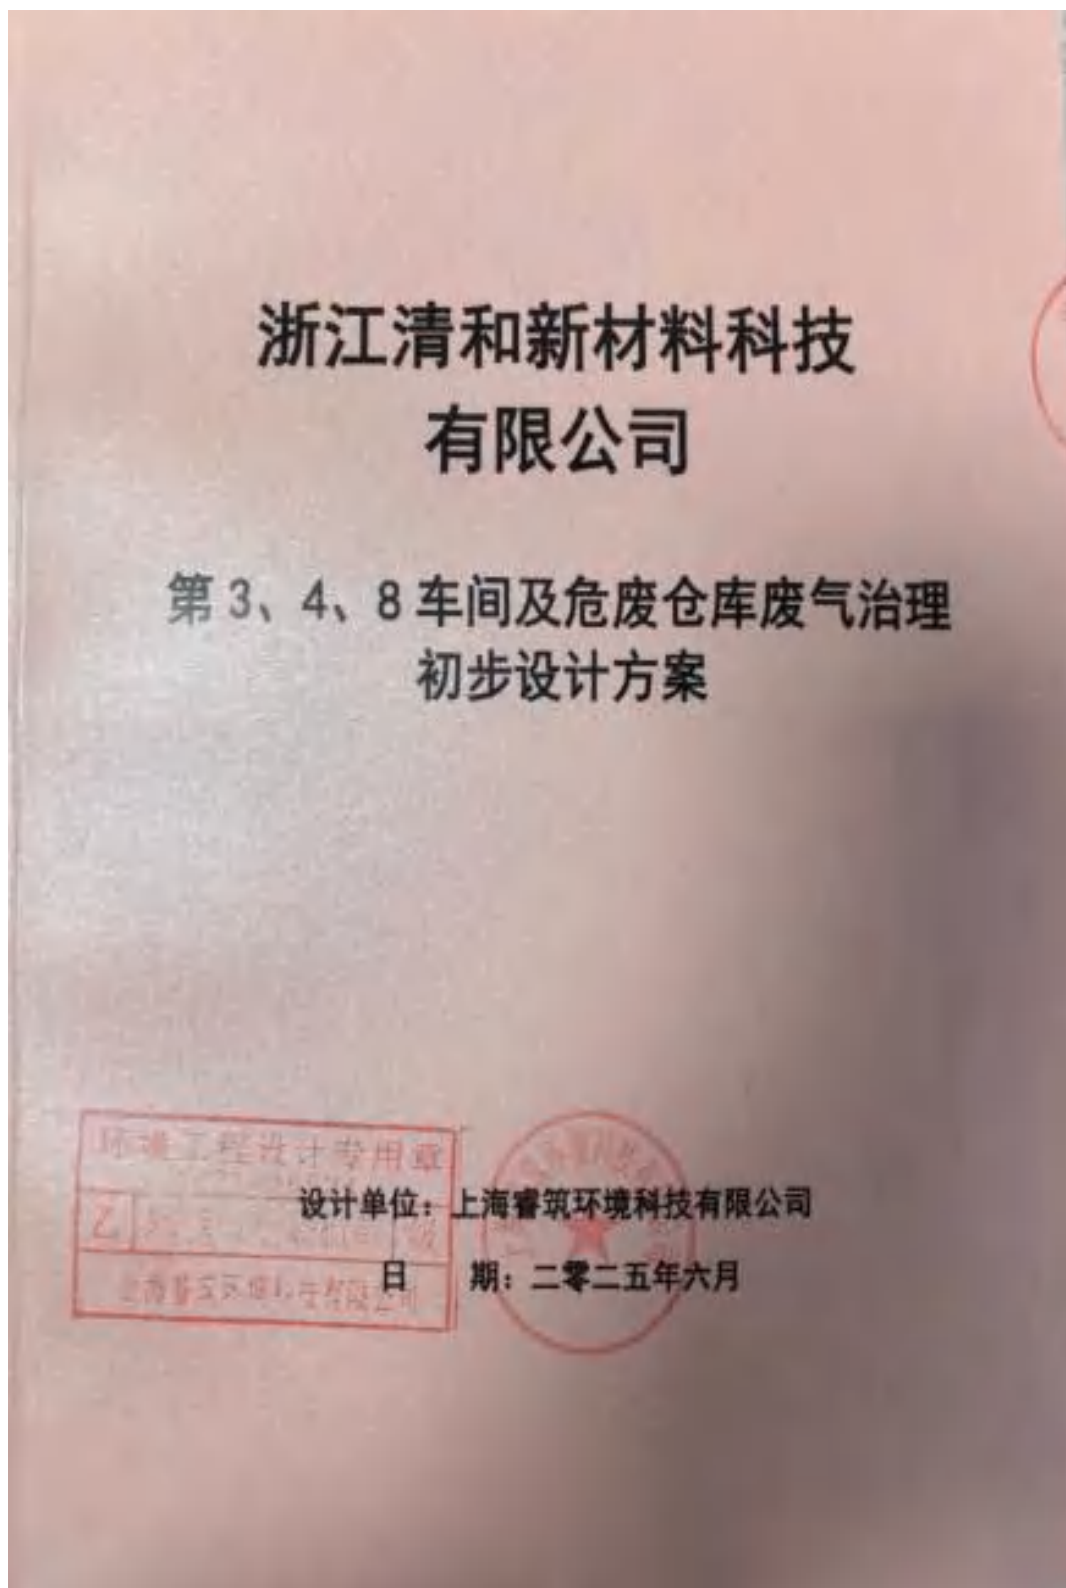 浙江清和新材料科技
有限公司
第3、4、8车间及危废仓库废气治理
初步设计方案
环境工程设计专用章
乙
设计单位：上海睿筑环境科技有限公司
日 期：二零二五年六月